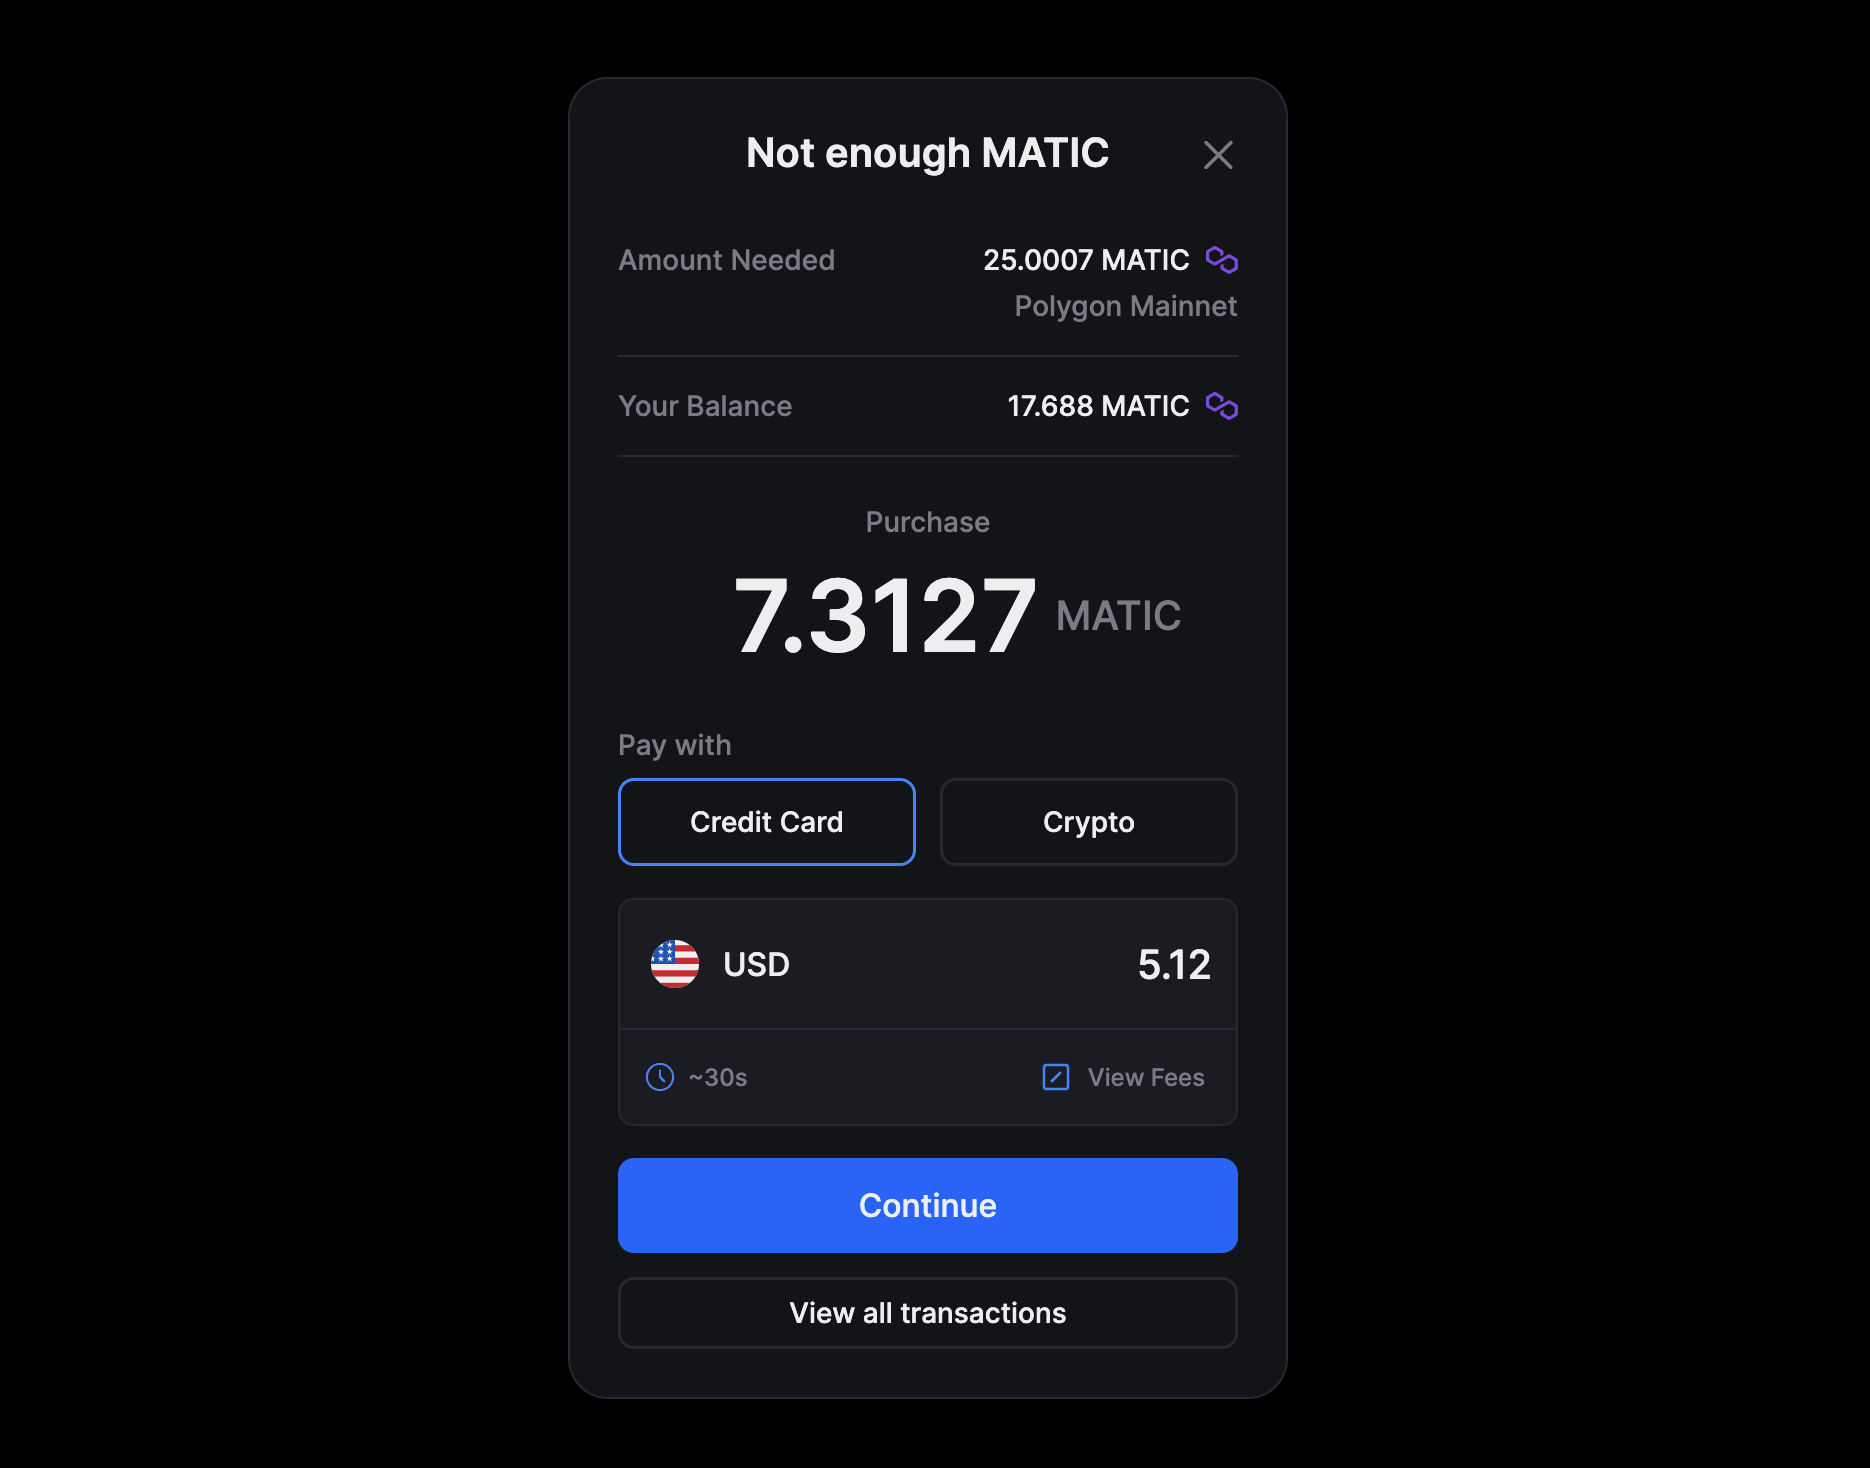 Not enough MATIC
Amount Needed 25.0007 MATIC
Polygon Mainnet
Your Balance 17.688 MATIC
Purchase
7.3127 MATIC
Pay with
Credit Card Crypto
USD 5.12
~30s View Fees
Continue
View all transactions